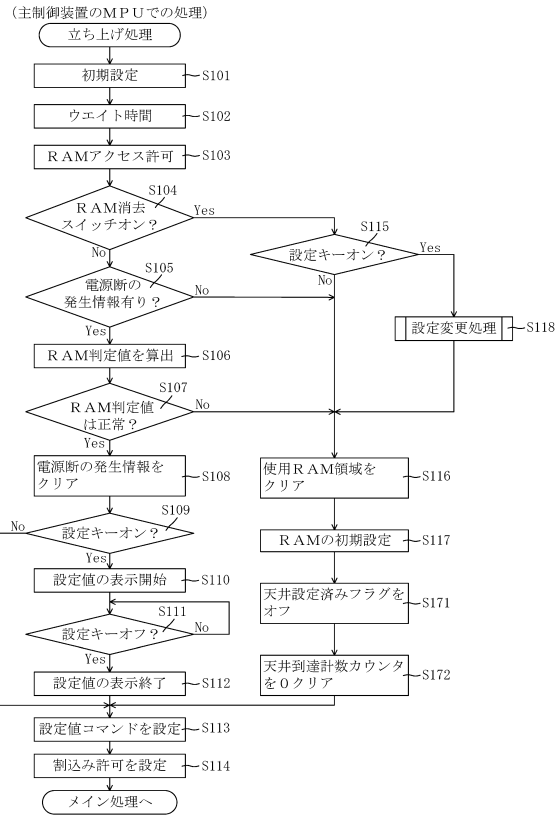 （主制御装置のＭＰＵでの処理）
立ち上げ処理
初期設定 S101
ウエイト時間 S102
ＲＡＭアクセス許可 S103
S104
ＲＡＭ消去
スイッチオン？
Yes
No
S115
設定キーオン？
Yes
No
S105
電源断の
発生情報有り？
No
Yes
設定変更処理 S118
ＲＡＭ判定値を算出 S106
S107
ＲＡＭ判定値
は正常？
No
Yes
電源断の発生情報を
クリア
S108
使用ＲＡＭ領域を
クリア
S116
S109
設定キーオン？
No
Yes
ＲＡＭの初期設定 S117
設定値の表示開始 S110
天井設定済みフラグを
オフ
S171
S111
設定キーオフ？
No
Yes
天井到達計数カウンタ
を０クリア
S172
設定値の表示終了 S112
設定値コマンドを設定 S113
割込み許可を設定 S114
メイン処理へ